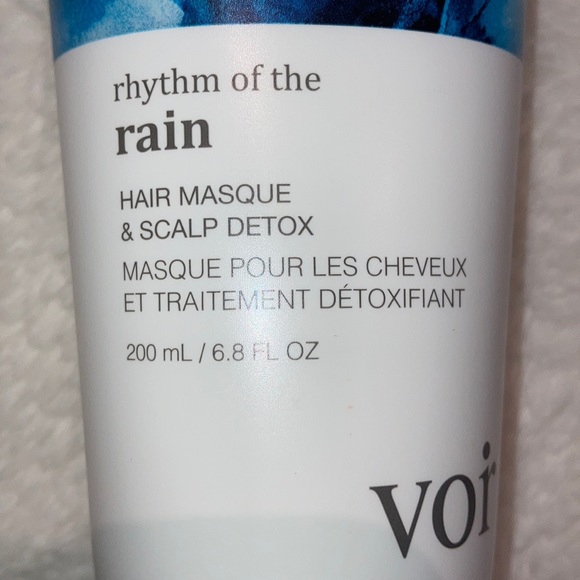 rhythm of the
rain
HAIR MASQUE
& SCALP DETOX
MASQUE POUR LES CHEVEUX
ET TRAITEMENT DÉTOXIFIANT
200 mL / 6.8 FL OZ
voir